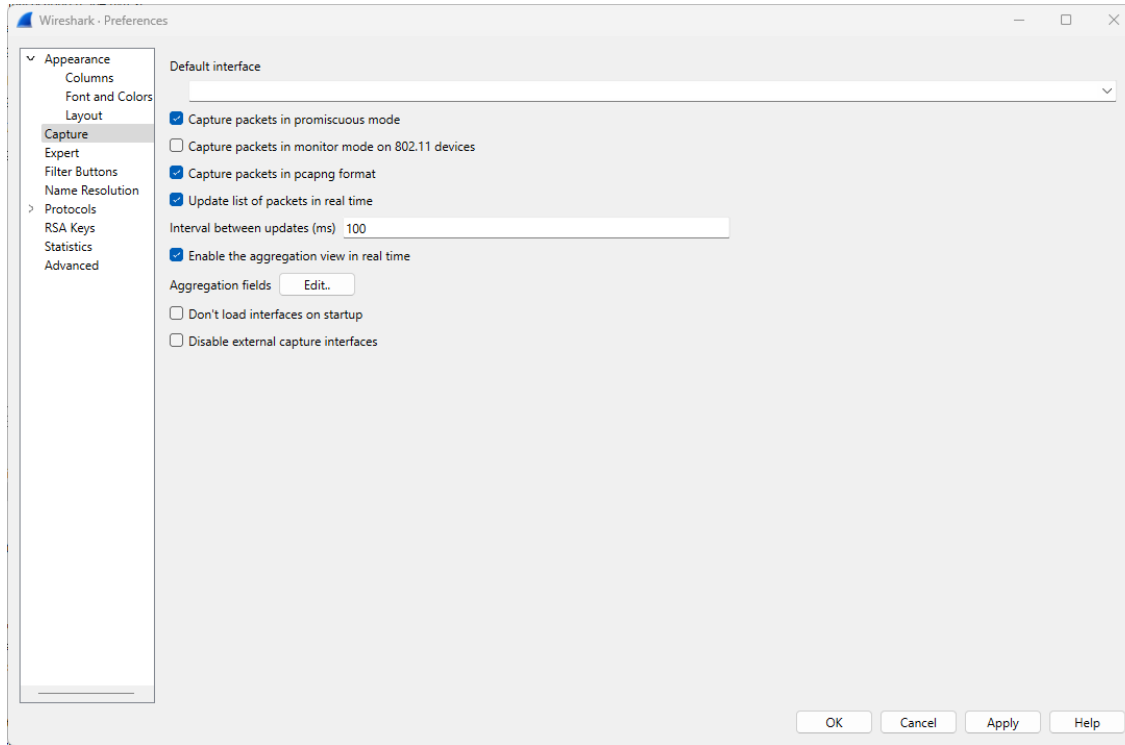 Wireshark · Preferences
Appearance
Columns
Font and Colors
Layout
Capture
Expert
Filter Buttons
Name Resolution
Protocols
RSA Keys
Statistics
Advanced
Default interface
Capture packets in promiscuous mode
Capture packets in monitor mode on 802.11 devices
Capture packets in pcapng format
Update list of packets in real time
Interval between updates (ms) 100
Enable the aggregation view in real time
Aggregation fields Edit..
Don't load interfaces on startup
Disable external capture interfaces
OK Cancel Apply Help